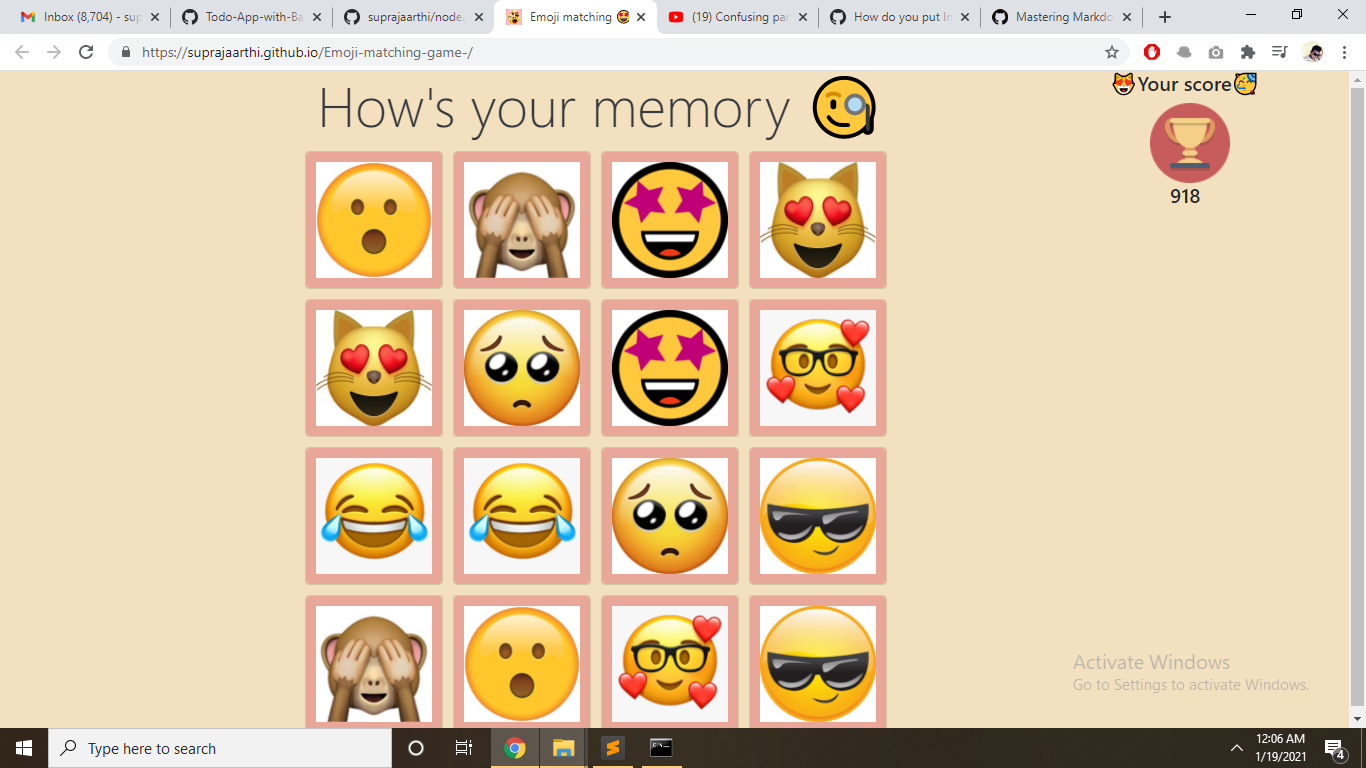 Inbox (8,704) - sup
Todo-App-with-Ba
suprajaarthi/node.
Emoji matching 🤩
(19) Confusing par
How do you put In
Mastering Markdo
https://suprajaarthi.github.io/Emoji-matching-game-/
How's your memory 🧐
😻Your score🥳
918
Activate Windows
Go to Settings to activate Windows.
Type here to search
12:06 AM
1/19/2021
4